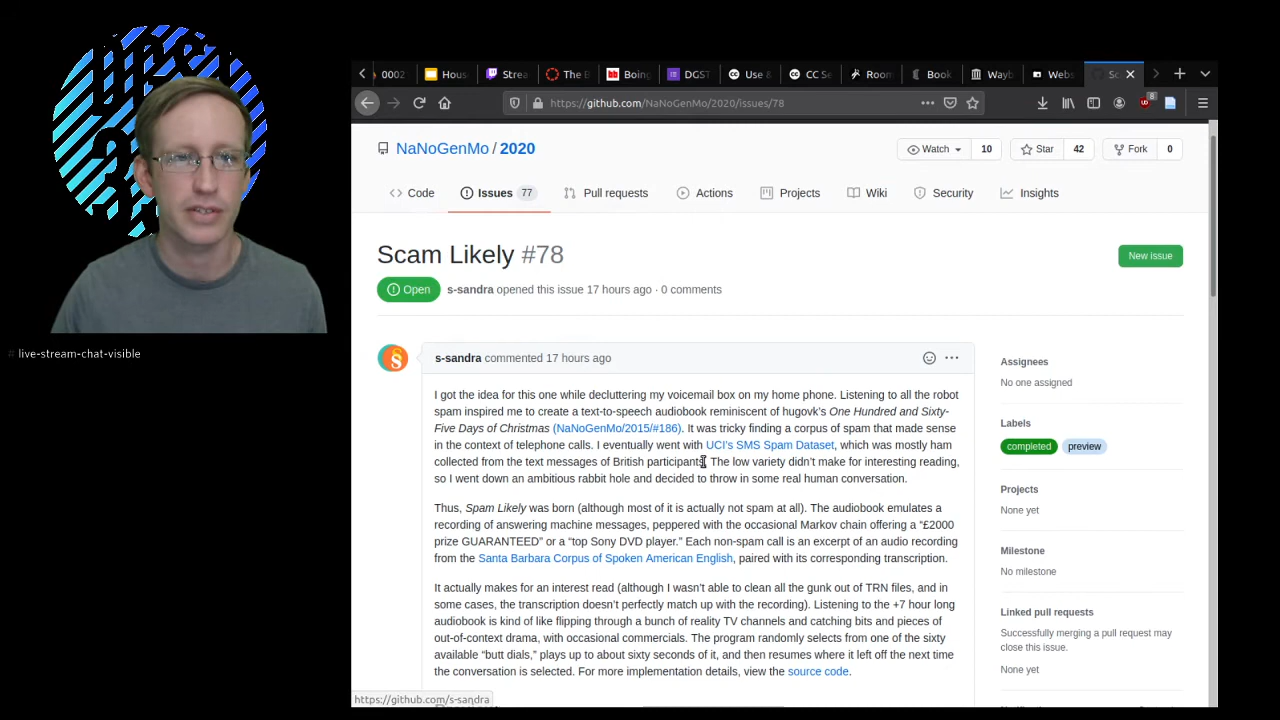 0002
Hous
Strea
The B
Boing
DGST
Use &
CC Se
Room
Book
Wayb
Webs
Sc
https://github.com/NaNoGenMo/2020/issues/78
8
NaNoGenMo / 2020
Watch 10
Star 42
Fork 0
Code
Issues 77
Pull requests
Actions
Projects
Wiki
Security
Insights
Scam Likely #78
New issue
Open
s-sandra opened this issue 17 hours ago · 0 comments
s-sandra commented 17 hours ago
I got the idea for this one while decluttering my voicemail box on my home phone. Listening to all the robot
spam inspired me to create a text-to-speech audiobook reminiscent of hugovk's One Hundred and Sixty-
Five Days of Christmas (NaNoGenMo/2015/#186). It was tricky finding a corpus of spam that made sense
in the context of telephone calls. I eventually went with UCI's SMS Spam Dataset, which was mostly ham
collected from the text messages of British participants. The low variety didn't make for interesting reading,
so I went down an ambitious rabbit hole and decided to throw in some real human conversation.
Thus, Spam Likely was born (although most of it is actually not spam at all). The audiobook emulates a
recording of answering machine messages, peppered with the occasional Markov chain offering a "£2000
prize GUARANTEED" or a "top Sony DVD player." Each non-spam call is an excerpt of an audio recording
from the Santa Barbara Corpus of Spoken American English, paired with its corresponding transcription.
It actually makes for an interest read (although I wasn't able to clean all the gunk out of TRN files, and in
some cases, the transcription doesn't perfectly match up with the recording). Listening to the +7 hour long
audiobook is kind of like flipping through a bunch of reality TV channels and catching bits and pieces of
out-of-context drama, with occasional commercials. The program randomly selects from one of the sixty
available "butt dials," plays up to about sixty seconds of it, and then resumes where it left off the next time
the conversation is selected. For more implementation details, view the source code.
Assignees
No one assigned
Labels
completed preview
Projects
None yet
Milestone
No milestone
Linked pull requests
Successfully merging a pull request may
close this issue.
None yet
https://github.com/s-sandra
# live-stream-chat-visible